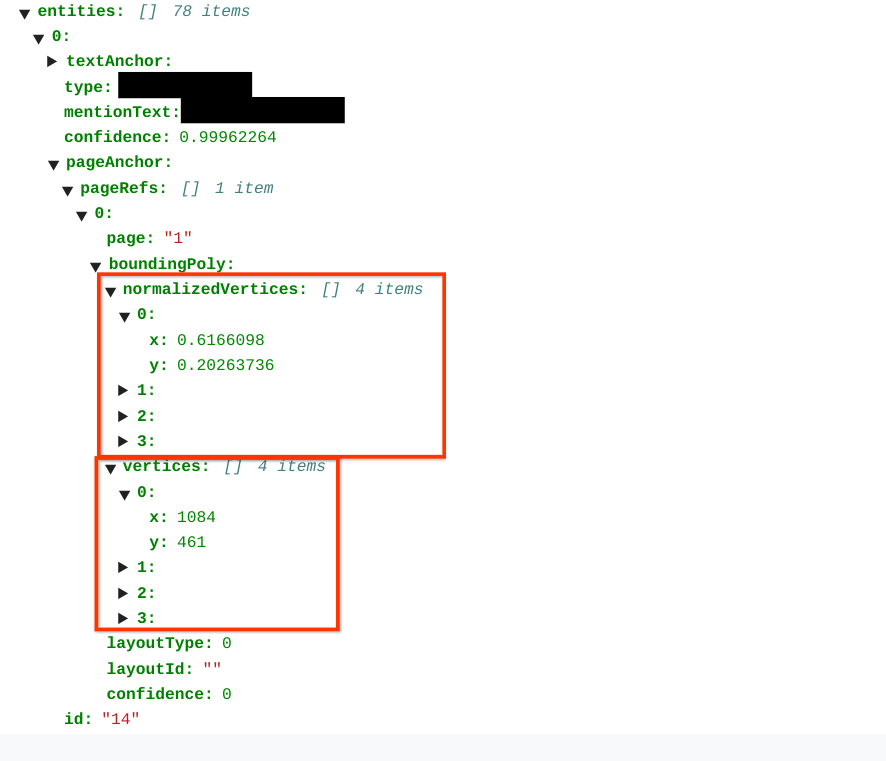 entities: [] 78 items
0:
textAnchor:
type:
mentionText:
confidence: 0.99962264
pageAnchor:
pageRefs: [] 1 item
0:
page: "1"
boundingPoly:
normalizedVertices: [] 4 items
0:
x: 0.6166098
y: 0.20263736
1:
2:
3:
vertices: [] 4 items
0:
x: 1084
y: 461
1:
2:
3:
layoutType: 0
layoutId: ""
confidence: 0
id: "14"